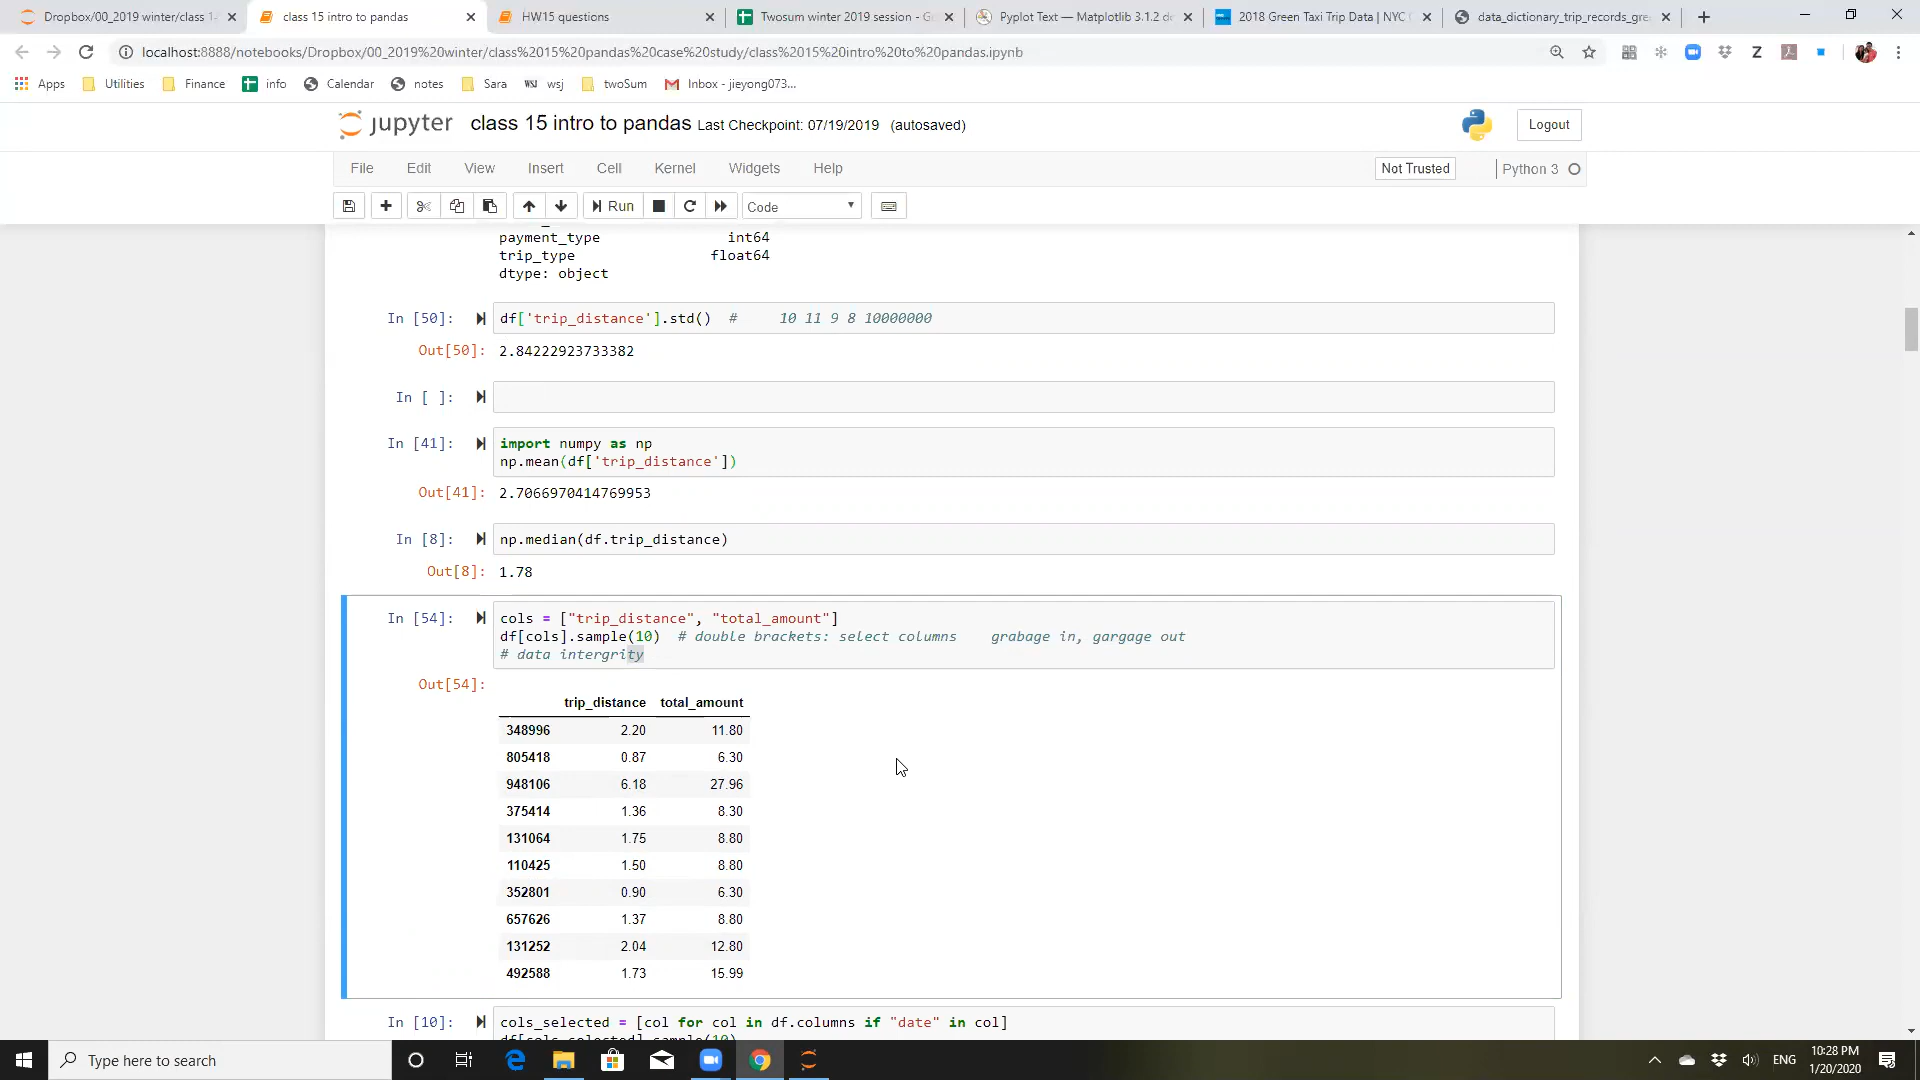 Dropbox/00_2019 winter/class 1
class 15 intro to pandas
HW15 questions
Twosum winter 2019 session - G
Pyplot Text — Matplotlib 3.1.2 d
2018 Green Taxi Trip Data | NYC
data_dictionary_trip_records_gre
localhost:8888/notebooks/Dropbox/00_2019%20winter/class%2015%20pandas%20case%20study/class%2015%20intro%20to%20pandas.ipynb
Apps Utilities Finance info Calendar notes Sara wsj twoSum Inbox - jieyong073...
jupyter class 15 intro to pandas Last Checkpoint: 07/19/2019 (autosaved) Logout
File Edit View Insert Cell Kernel Widgets Help Not Trusted Python 3
Run Code
payment_type int64
trip_type float64
dtype: object
In [50]: df['trip_distance'].std() # 10 11 9 8 10000000
Out[50]: 2.84222923733382
In [ ]:
In [41]: import numpy as np
np.mean(df['trip_distance'])
Out[41]: 2.7066970414769953
In [8]: np.median(df.trip_distance)
Out[8]: 1.78
In [54]: cols = ["trip_distance", "total_amount"]
df[cols].sample(10) # double brackets: select columns grabage in, gargage out
# data intergrity
Out[54]:
trip_distance total_amount
348996 2.20 11.80
805418 0.87 6.30
948106 6.18 27.96
375414 1.36 8.30
131064 1.75 8.80
110425 1.50 8.80
352801 0.90 6.30
657626 1.37 8.80
131252 2.04 12.80
492588 1.73 15.99
In [10]: cols_selected = [col for col in df.columns if "date" in col]
df[cols_selected].sample(10)
Type here to search
ENG
10:28 PM
1/20/2020